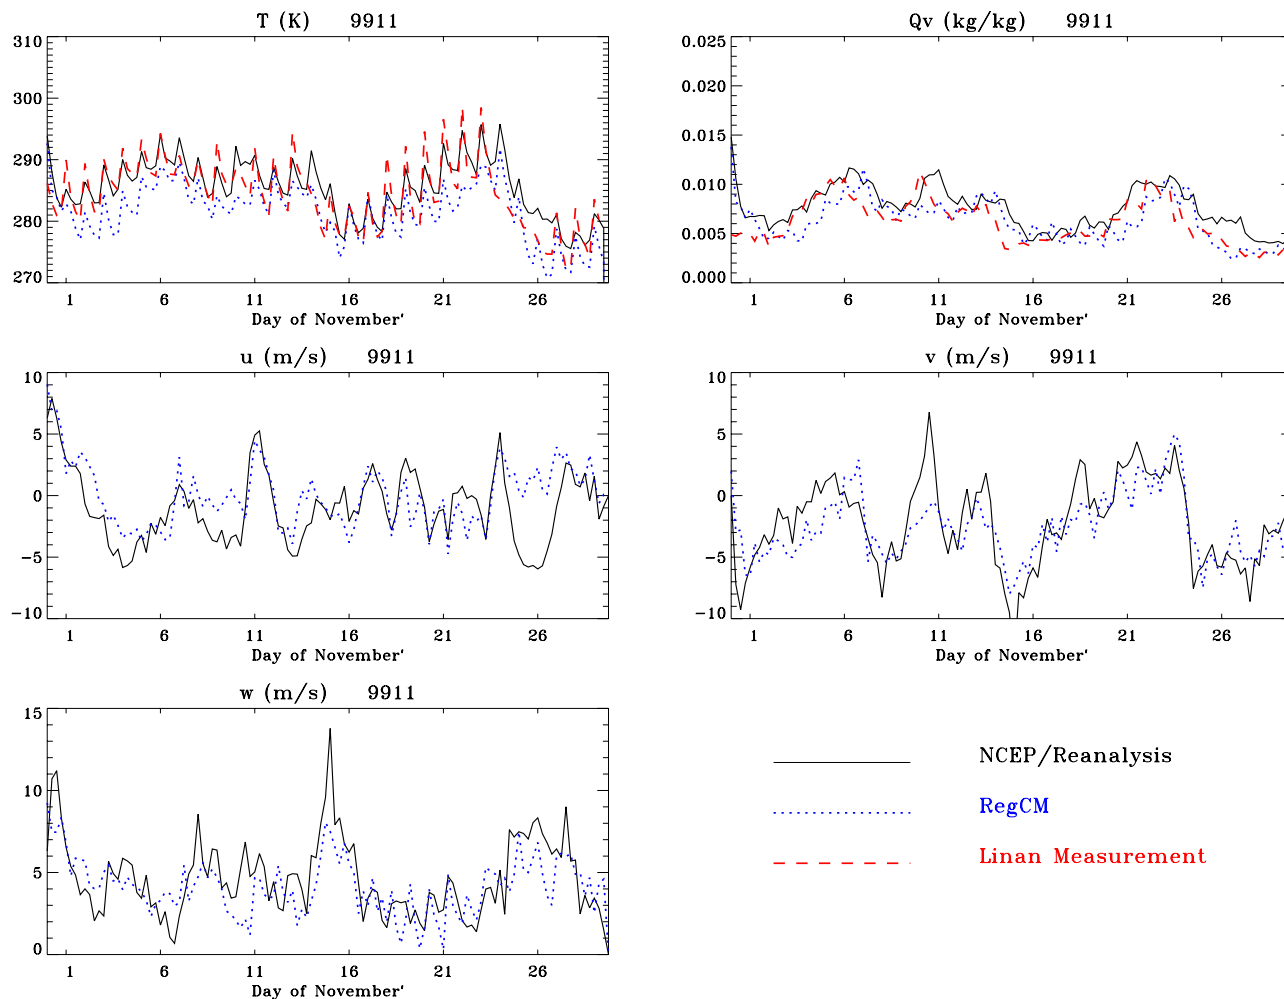 T (K) 9911
310
300
290
280
270
1 6 11 16 21 26
Day of November'
Qv (kg/kg) 9911
0.025
0.020
0.015
0.010
0.005
0.000
1 6 11 16 21 26
Day of November'
u (m/s) 9911
10
5
0
−5
−10
1 6 11 16 21 26
Day of November'
v (m/s) 9911
10
5
0
−5
−10
1 6 11 16 21 26
Day of November'
w (m/s) 9911
15
10
5
0
1 6 11 16 21 26
Day of November'
NCEP/Reanalysis
RegCM
Linan Measurement